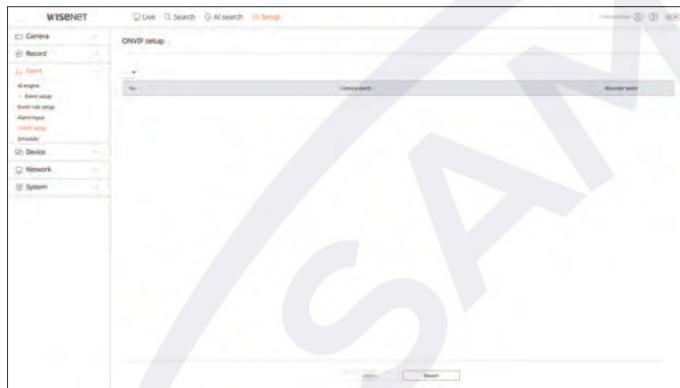 WISENET
Live Search AI search Setup
Camera
Record
Event
AI engine
Event setup
Event rule setup
Alarm input
ONVIF setup
Schedule
Device
Network
System
ONVIF setup
No. Camera event Recorder event
Revert
SAM